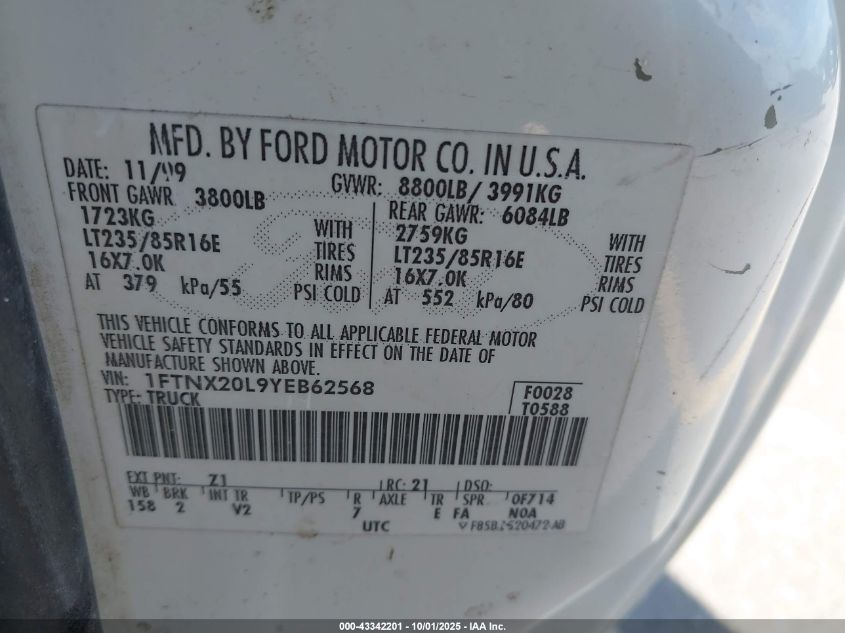 MFD. BY FORD MOTOR CO. IN U.S.A.
DATE: 11/99 GVWR: 8800LB/ 3991KG
FRONT GAWR 3800LB REAR GAWR: 6084LB
1723KG WITH 2759KG WITH
LT235/85R16E TIRES LT235/85R16E TIRES
16X7.0K RIMS 16X7.0K RIMS
AT 379 kPa/55 PSI COLD AT 552 kPa/80 PSI COLD
THIS VEHICLE CONFORMS TO ALL APPLICABLE FEDERAL MOTOR
VEHICLE SAFETY STANDARDS IN EFFECT ON THE DATE OF
MANUFACTURE SHOWN ABOVE.
VIN: 1FTNX20L9YEB62568 F0028
TYPE: TRUCK T0588
EXT PNT: Z1 RC: 21 DSO:
WB BRK INT TR TP/PS R AXLE TR SPR 0F714
158 2 V2 7 E FA N0A
UTC
000-43342201 - 10/01/2025 - IAA Inc.